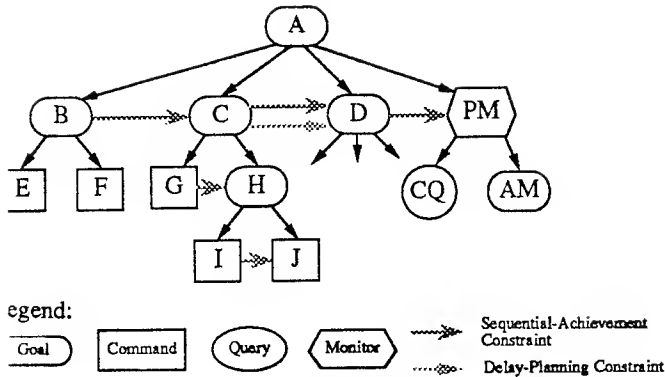 A
B
C
D
PM
E
F
G
H
CQ
AM
I
J
egend:
Goal
Command
Query
Monitor
Sequential-Achievement
Constraint
Delay-Planning Constraint